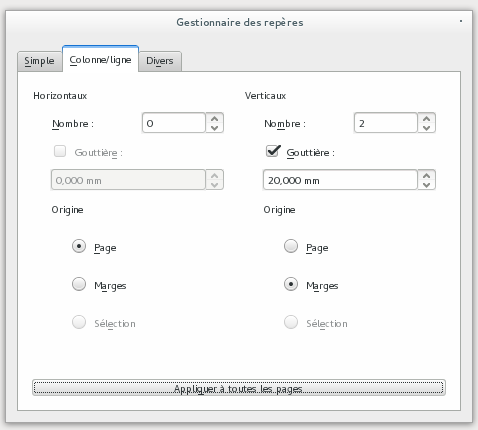 Gestionnaire des repères
Simple Colonne/ligne Divers
Horizontaux Verticaux
Nombre : 0 Nombre : 2
Gouttière : Gouttière :
0,000 mm 20,000 mm
Origine Origine
Page Page
Marges Marges
Sélection Sélection
Appliquer à toutes les pages